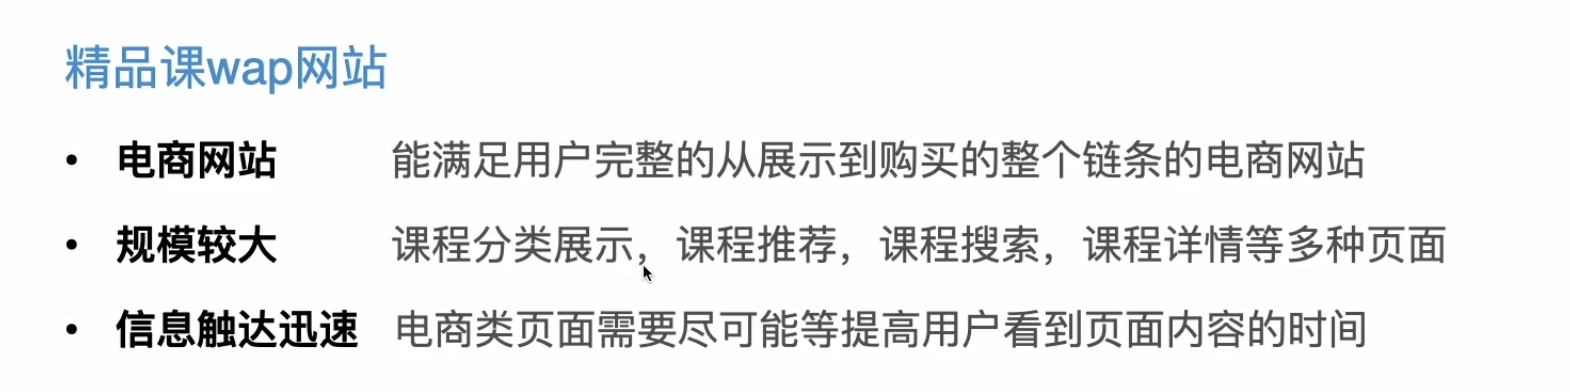 精品课wap网站
• 电商网站 能满足用户完整的从展示到购买的整个链条的电商网站
• 规模较大 课程分类展示，课程推荐，课程搜索，课程详情等多种页面
• 信息触达迅速 电商类页面需要尽可能等提高用户看到页面内容的时间